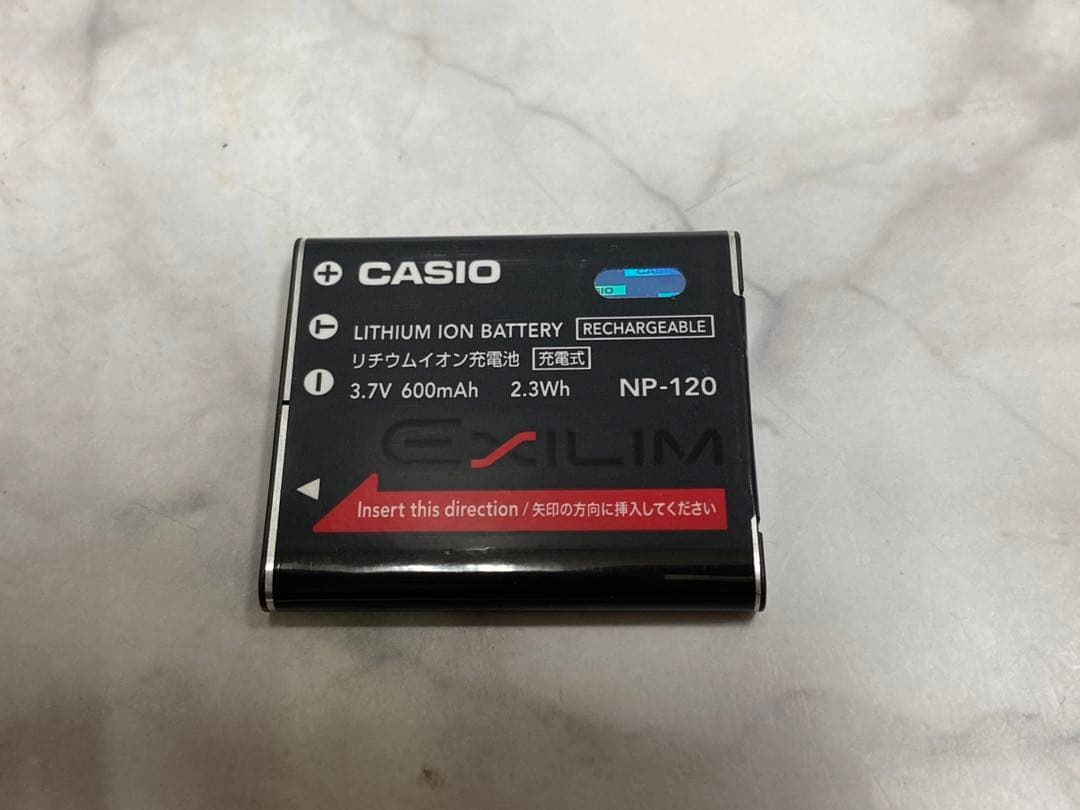 CASIO
CASIO
SIO
LITHIUM ION BATTERY RECHARGEABLE
リチウムイオン充電池 充電式
3.7V 600mAh 2.3Wh NP-120
EXILIM
Insert this direction / 矢印の方向に挿入してください